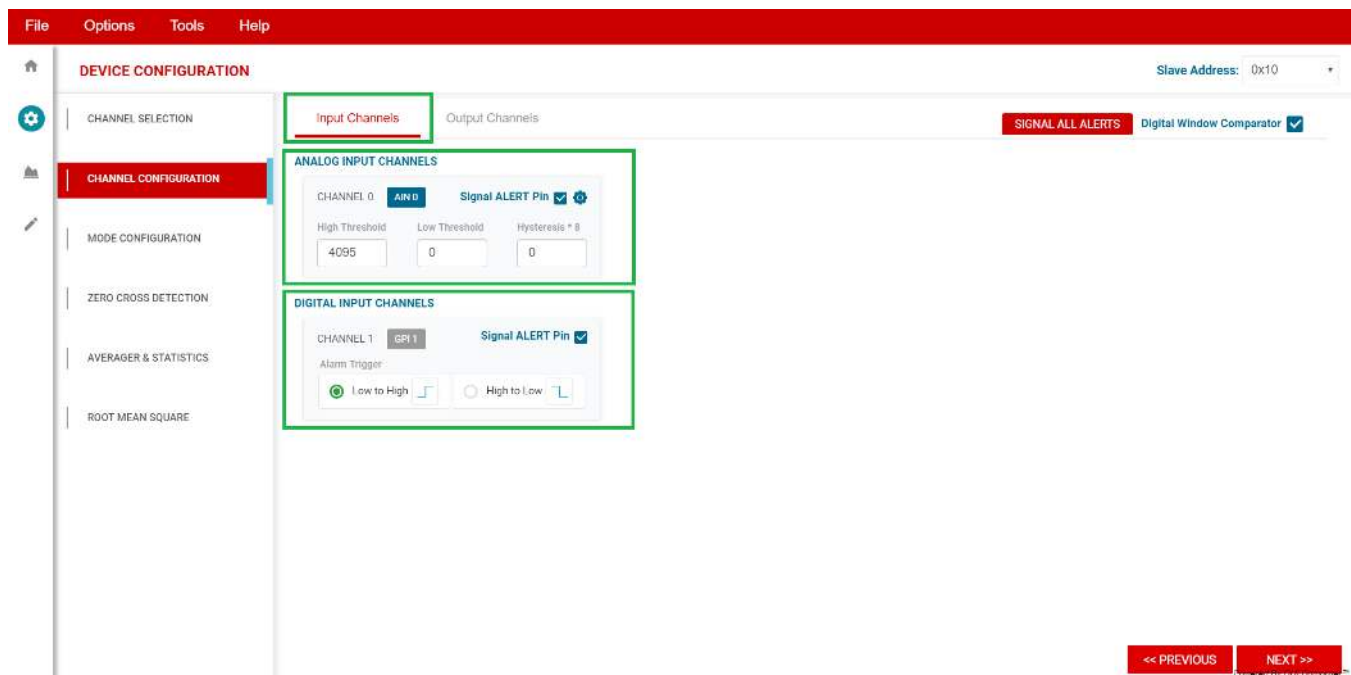 File Options Tools Help
DEVICE CONFIGURATION
Slave Address: 0x10
CHANNEL SELECTION
CHANNEL CONFIGURATION
MODE CONFIGURATION
ZERO CROSS DETECTION
AVERAGER & STATISTICS
ROOT MEAN SQUARE
Input Channels Output Channels
SIGNAL ALL ALERTS Digital Window Comparator
ANALOG INPUT CHANNELS
CHANNEL 0 AIN 0 Signal ALERT Pin
High Threshold Low Threshold Hysteresis * 8
4095 0 0
DIGITAL INPUT CHANNELS
CHANNEL 1 GPI 1 Signal ALERT Pin
Alarm Trigger
Low to High High to Low
<< PREVIOUS NEXT >>